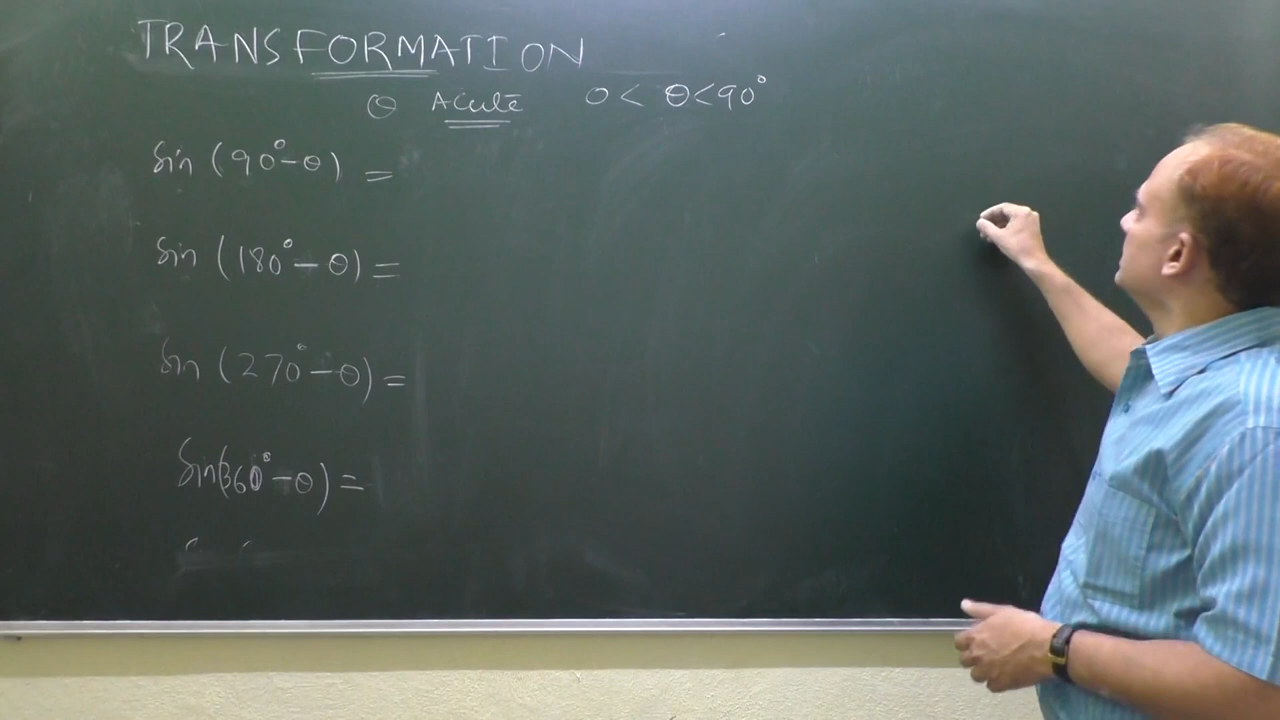 TRANSFORMATION
θ Acute 0 < θ < 90°
sin (90° - θ) =
sin (180° - θ) =
sin (270° - θ) =
sin(360° - θ) =